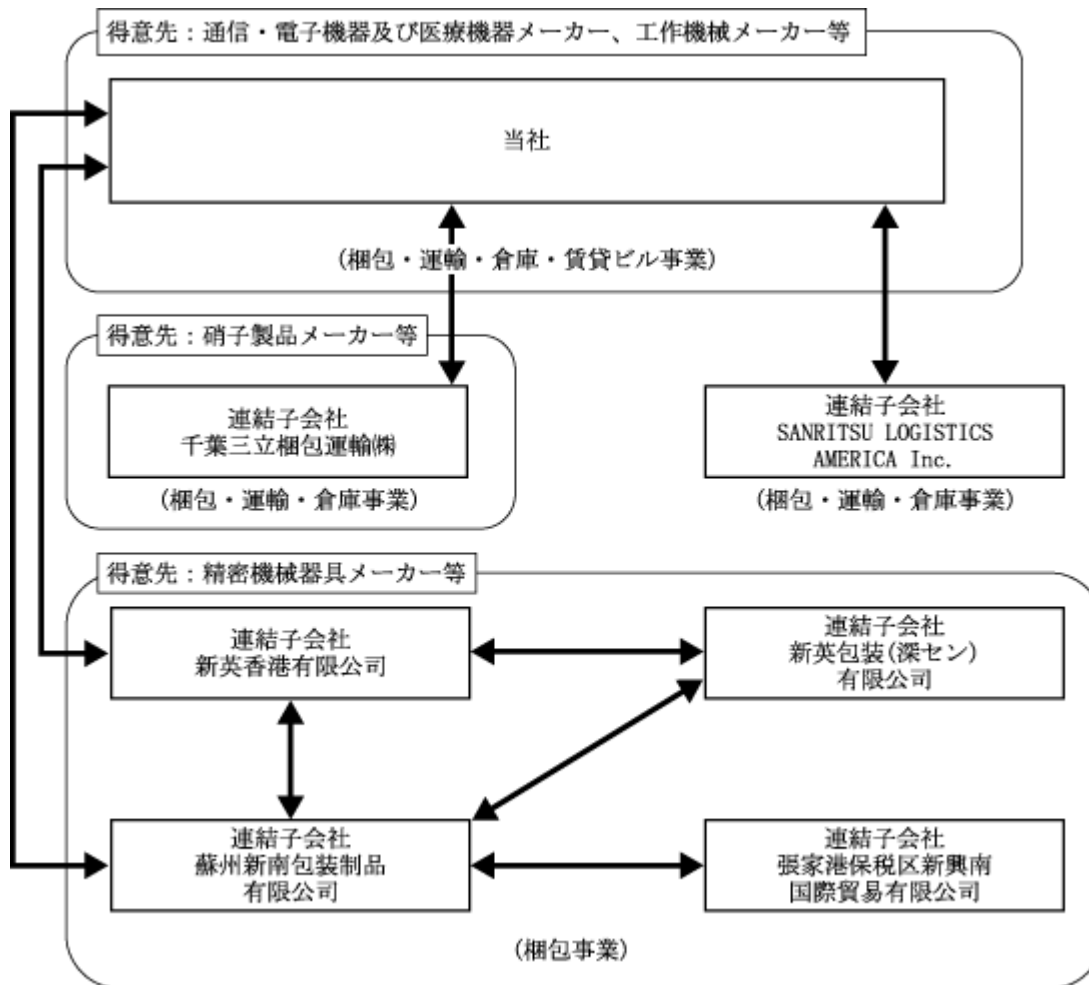 得意先：通信・電子機器及び医療機器メーカー、工作機械メーカー等
当社
(梱包・運輸・倉庫・賃貸ビル事業)
得意先：硝子製品メーカー等
連結子会社
千葉三立梱包運輸㈱
(梱包・運輸・倉庫事業)
連結子会社
SANRITSU LOGISTICS
AMERICA Inc.
(梱包・運輸・倉庫事業)
得意先：精密機械器具メーカー等
連結子会社
新英香港有限公司
連結子会社
新英包装(深セン)
有限公司
連結子会社
蘇州新南包装制品
有限公司
連結子会社
張家港保税区新興南
国際貿易有限公司
(梱包事業)